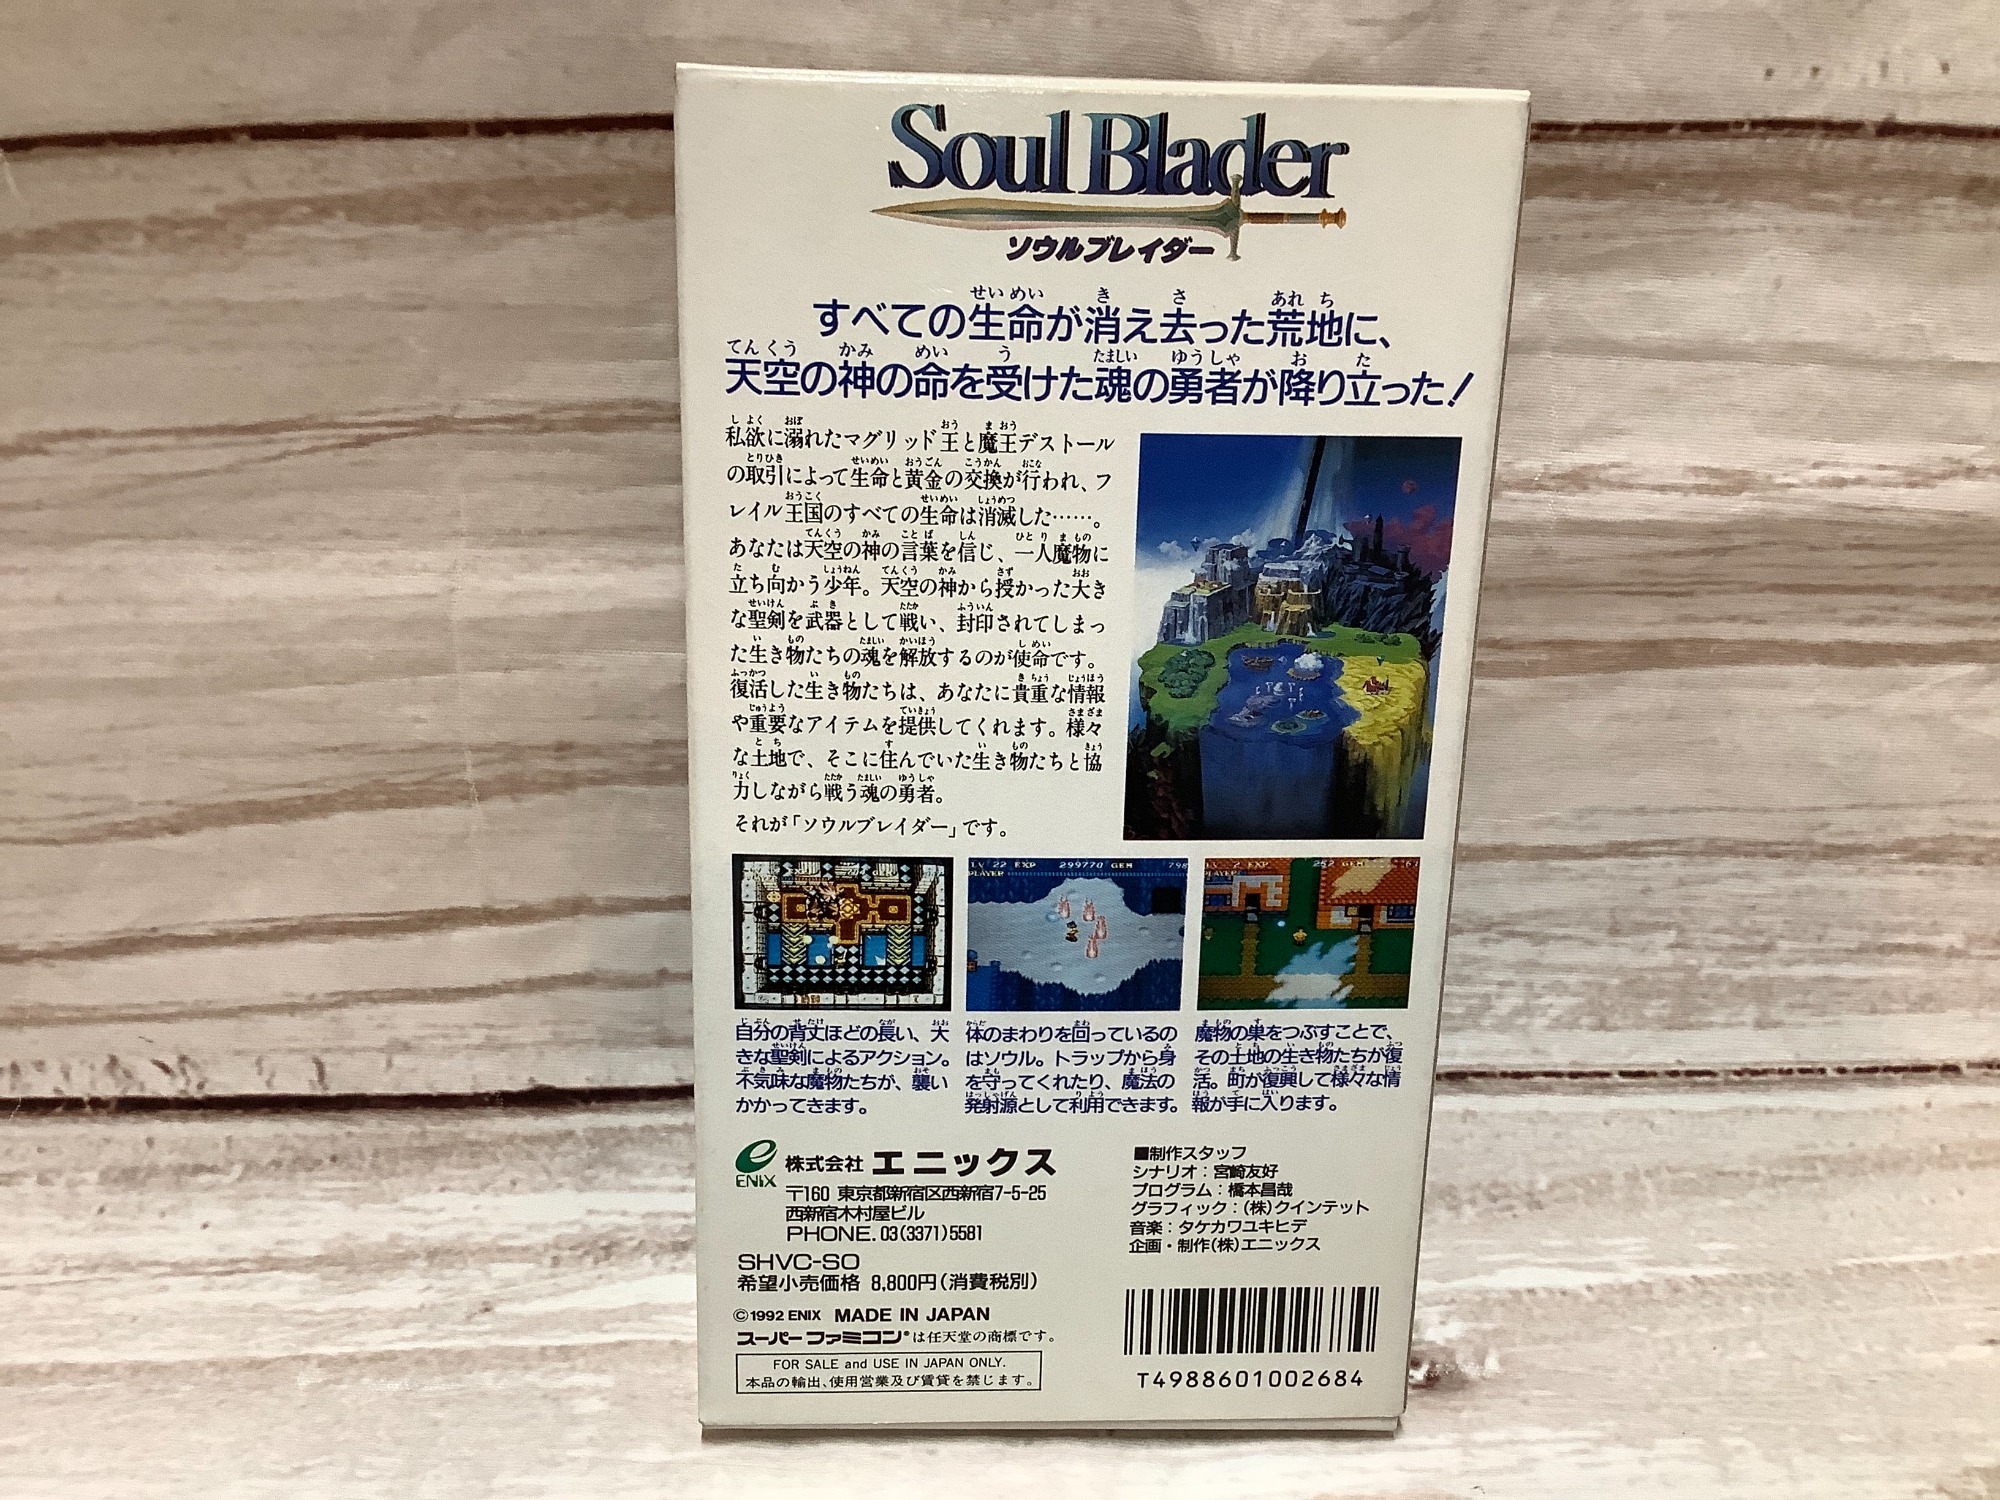 Soul Blader
ソウルブレイダー
すべての生命が消え去った荒地に、
天空の神の命を受けた魂の勇者が降り立った!
私欲に溺れたマグリッド王と魔王デストール
の取引によって生命と黄金の交換が行われ、フ
レイル王国のすべての生命は消滅した……。
あなたは天空の神の言葉を信じ、一人魔物に
立ち向かう少年。天空の神から授かった大き
な聖剣を武器として戦い、封印されてしまっ
た生き物たちの魂を解放するのが使命です。
復活した生き物たちは、あなたに貴重な情報
や重要なアイテムを提供してくれます。様々
な土地で、そこに住んでいた生き物たちと協
力しながら戦う魂の勇者。
それが「ソウルブレイダー」です。
LV 22 EXP 299770 GEM 798
PLAYER
LV 2 EXP 252 GEM
PLAYER
自分の背丈ほどの長い、大
きな聖剣によるアクション。
不気味な魔物たちが、襲い
かかってきます。
体のまわりを回っているの
はソウル。トラップから身
を守ってくれたり、魔法の
発射源として利用できます。
魔物の巣をつぶすことで、
その土地の生き物たちが復
活。町が復興して様々な情
報が手に入ります。
ENIX
株式会社 エニックス
〒160 東京都新宿区西新宿7-5-25
西新宿木村屋ビル
PHONE. 03(3371)5581
SHVC-SO
希望小売価格 8,800円(消費税別)
©1992 ENIX MADE IN JAPAN
スーパーファミコン®は任天堂の商標です。
FOR SALE and USE IN JAPAN ONLY.
本品の輸出、使用営業及び賃貸を禁じます。
■制作スタッフ
シナリオ:宮崎友好
プログラム:橋本昌哉
グラフィック:(株)クインテット
音楽:タケカワユキヒデ
企画・制作(株)エニックス
T4988601002684